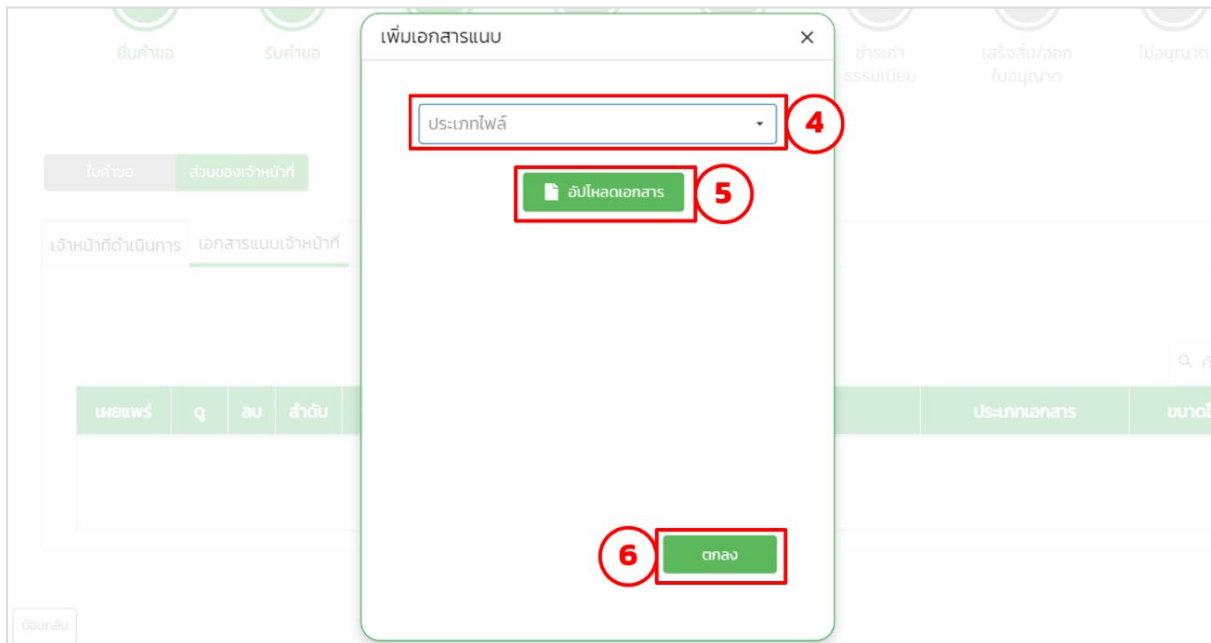 เพิ่มเอกสารแนบ
ยื่นคำขอ
รับคำขอ
ชำระค่า
ธรรมเนียม
เสร็จสิ้น/ออก
ใบอนุญาต
ไม่อนุญาต
ประเภทไฟล์
4
ใบคำขอ
ส่วนของเจ้าหน้าที่
อัปโหลดเอกสาร
5
เจ้าหน้าที่ดำเนินการ
เอกสารแนบเจ้าหน้าที่
เผยแพร่
ดู
ลบ
ลำดับ
ประเภทเอกสาร
6
ตกลง
ย้อนกลับ